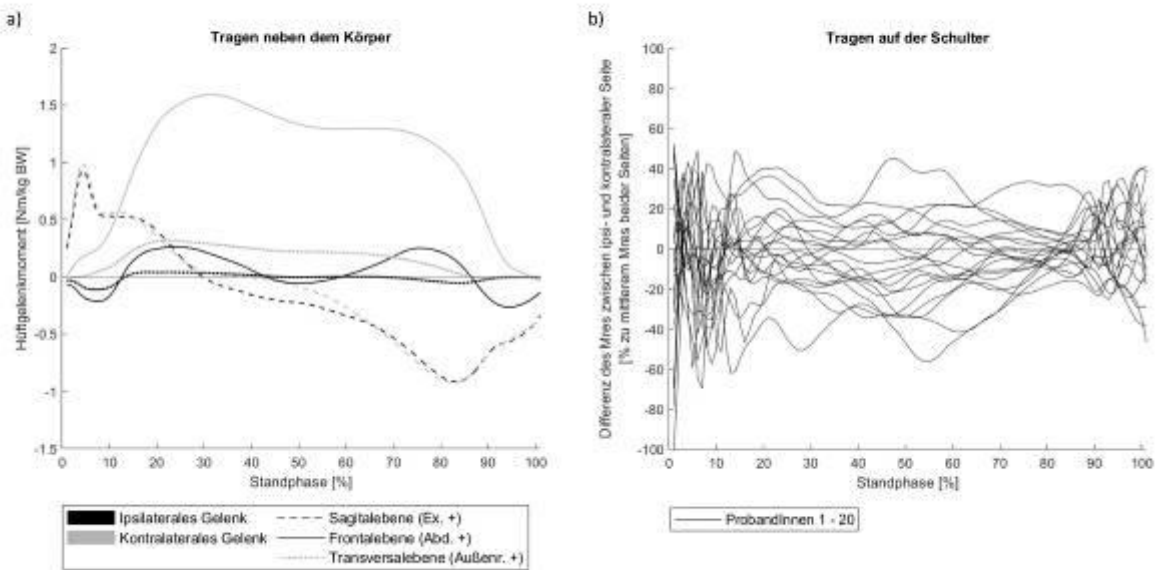 a)
Tragen neben dem Körper
Hüftgelenkmoment [Nm/kg BW]
2
1.5
1
0.5
0
-0.5
-1
-1.5
0 10 20 30 40 50 60 70 80 90 100
Standphase [%]
Ipsilaterales Gelenk
Kontralaterales Gelenk
Sagitalebene (Ex. +)
Frontalebene (Abd. +)
Transversalebene (Außenr. +)
b)
Tragen auf der Schulter
Differenz des Mres zwischen ipsi- und kontralateraler Seite
[% zu mittlerem Mres beider Seiten]
100
80
60
40
20
0
-20
-40
-60
-80
-100
0 10 20 30 40 50 60 70 80 90 100
Standphase [%]
ProbandInnen 1 - 20